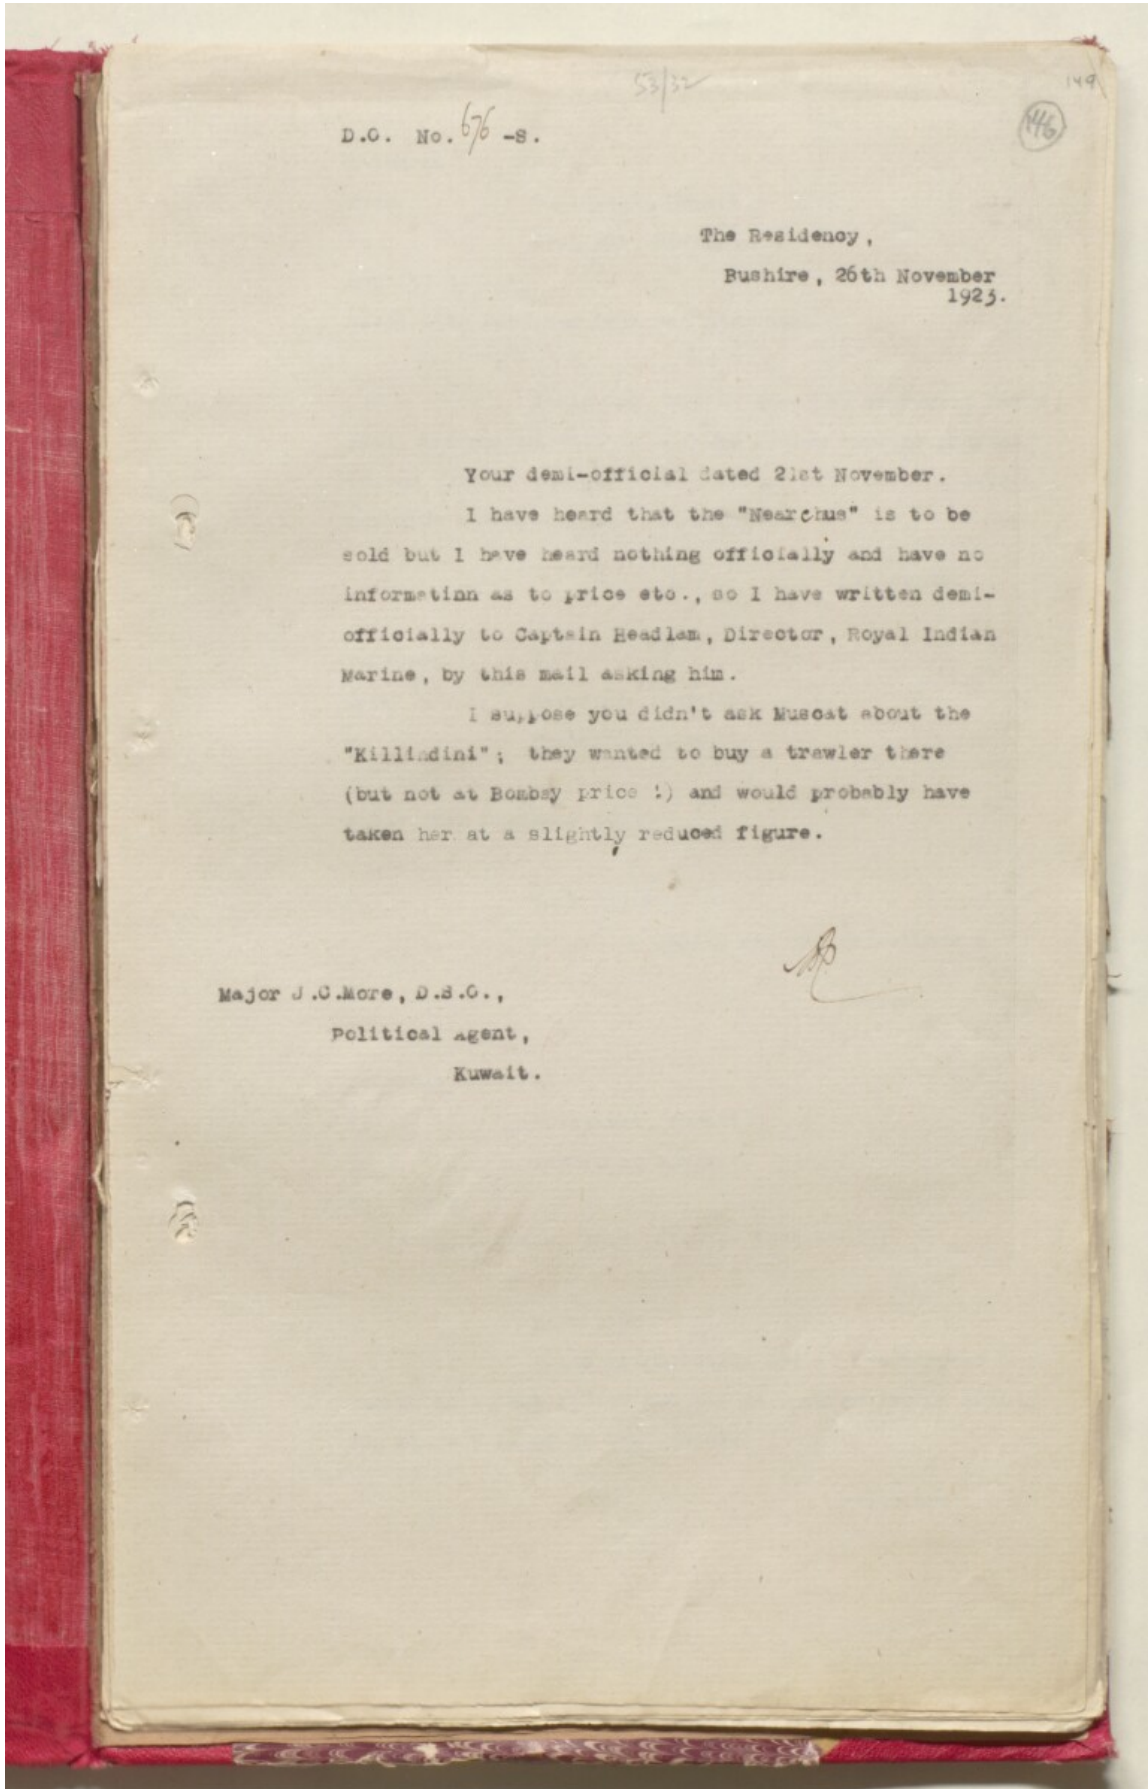 53/32
149
146
D.O. No. 676 -S.
The Residency,
Bushire, 26th November
1923.
Your demi-official dated 21st November.
I have heard that the "Nearchus" is to be
sold but I have heard nothing officially and have no
informatinn as to price etc., so I have written demi-
officially to Captain Headlam, Director, Royal Indian
Marine, by this mail asking him.
I suppose you didn't ask Muscat about the
"Killindini"; they wanted to buy a trawler there
(but not at Bombay price !) and would probably have
taken her at a slightly reduced figure.
Major J.C.More, D.S.O.,
Political Agent,
Kuwait.